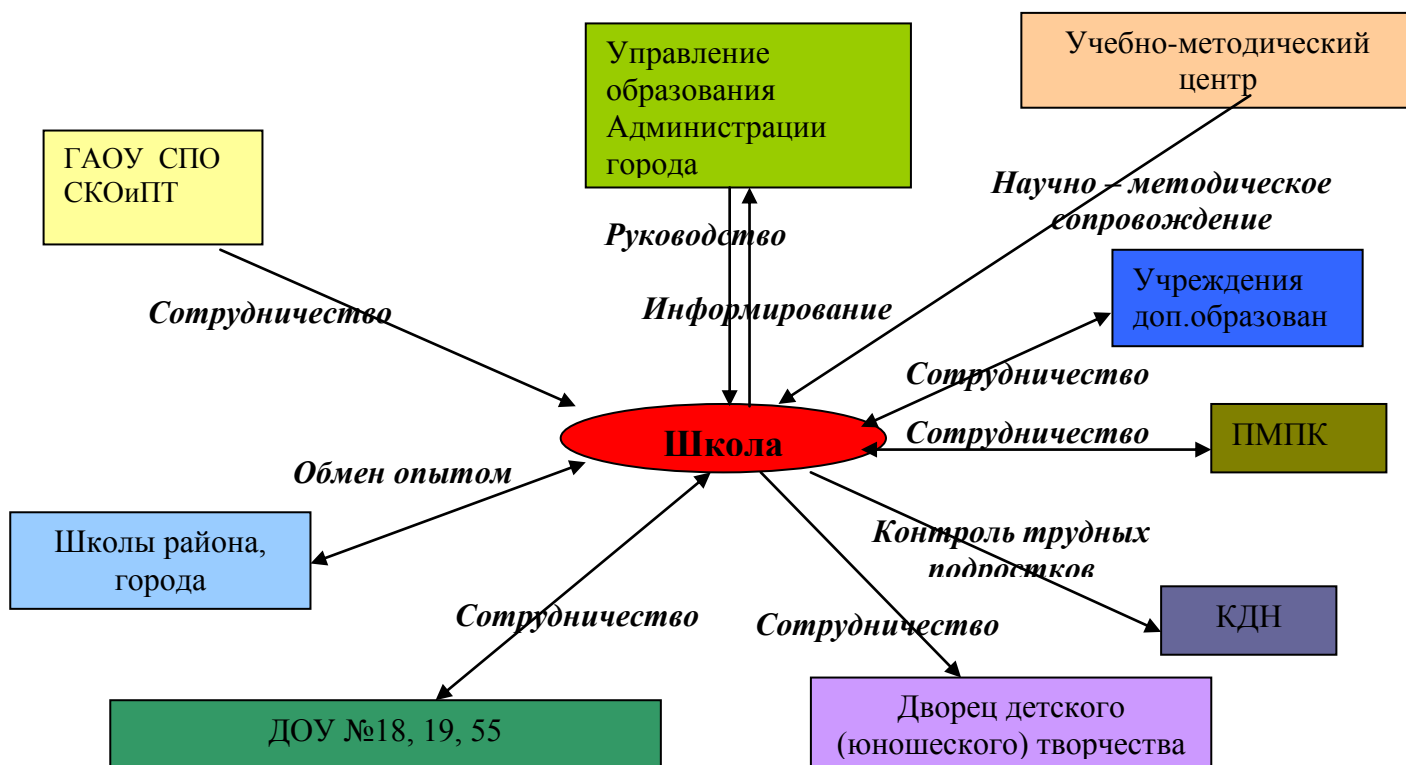 Управление
образования
Администрации
города
Учебно-методический
центр
ГАОУ СПО
СКОиПТ
Научно – методическое
сопровождение
Руководство
Учреждения
доп.образован
Сотрудничество
Информирование
Сотрудничество
Школа
Сотрудничество
ПМПК
Обмен опытом
Школы района,
города
Контроль трудных
подростков
Сотрудничество
Сотрудничество
КДН
ДОУ №18, 19, 55
Дворец детского
(юношеского) творчества